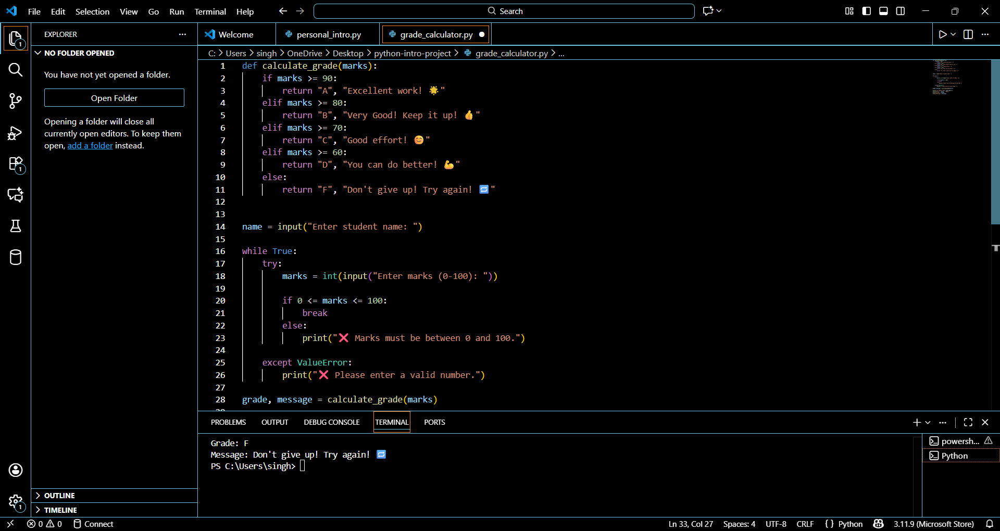 File Edit Selection View Go Run Terminal Help
Search
EXPLORER
NO FOLDER OPENED
You have not yet opened a folder.
Open Folder
Opening a folder will close all
currently open editors. To keep them
open, add a folder instead.
OUTLINE
TIMELINE
Welcome personal_intro.py grade_calculator.py
C: > Users > singh > OneDrive > Desktop > python-intro-project > grade_calculator.py > ...
1 def calculate_grade(marks):
2 if marks >= 90:
3 return "A", "Excellent work! 🌟"
4 elif marks >= 80:
5 return "B", "Very Good! Keep it up! 👍"
6 elif marks >= 70:
7 return "C", "Good effort! 😊"
8 elif marks >= 60:
9 return "D", "You can do better! 💪"
10 else:
11 return "F", "Don't give up! Try again! 🔁"
12
13
14 name = input("Enter student name: ")
15
16 while True:
17 try:
18 marks = int(input("Enter marks (0-100): "))
19
20 if 0 <= marks <= 100:
21 break
22 else:
23 print("❌ Marks must be between 0 and 100.")
24
25 except ValueError:
26 print("❌ Please enter a valid number.")
27
28 grade, message = calculate_grade(marks)
PROBLEMS OUTPUT DEBUG CONSOLE TERMINAL PORTS
Grade: F
Message: Don't give up! Try again! 🔁
PS C:\Users\singh>
powersh...
Python
0 0 Connect
Ln 33, Col 27 Spaces: 4 UTF-8 CRLF {} Python 3.11.9 (Microsoft Store)